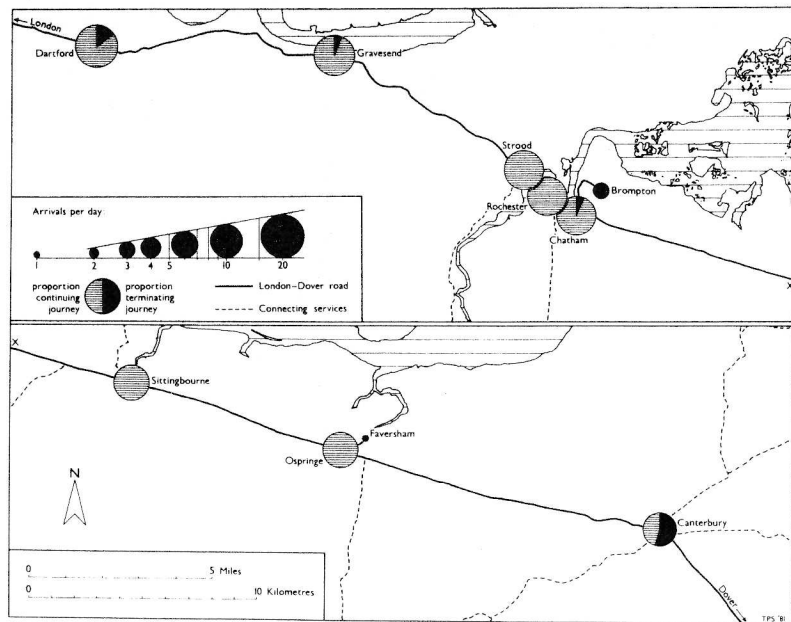 London
Dartford
Gravesend
Strood
Rochester
Brompton
Chatham
Arrivals per day:
1 2 3 4 5 10 20
proportion continuing journey
proportion terminating journey
London–Dover road
Connecting services
X
X
Sittingbourne
Faversham
Ospringe
N
Canterbury
0 5 Miles
0 10 Kilometres
Dover
TPS '81